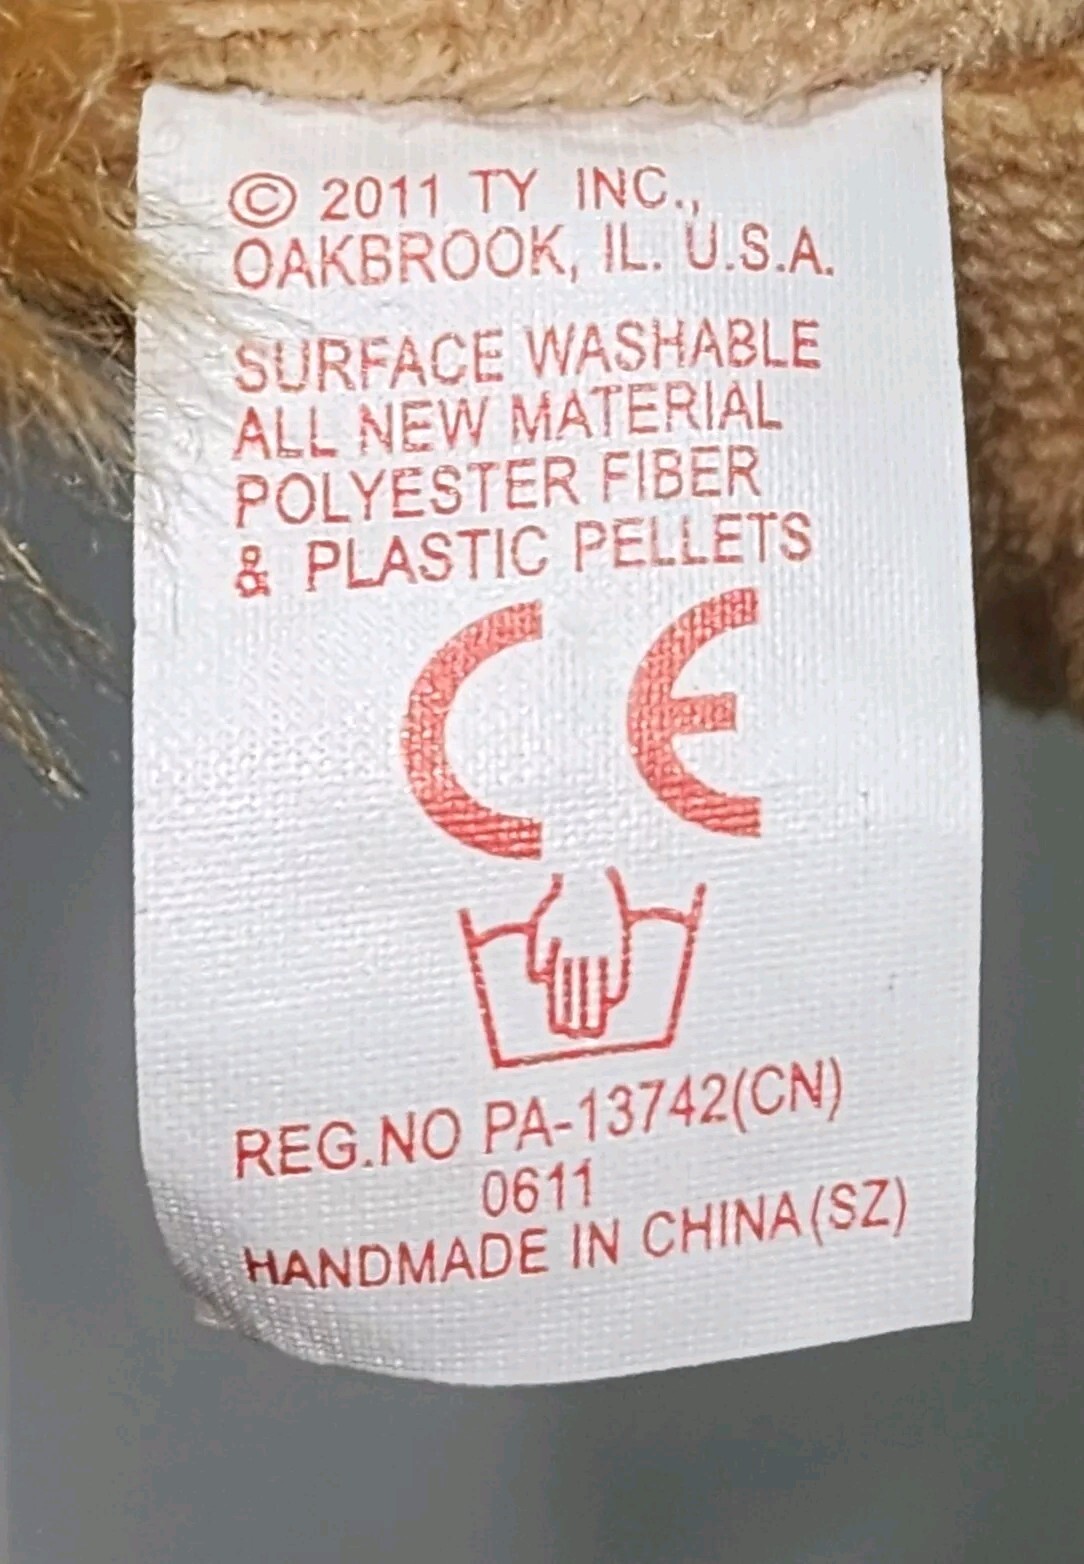 © 2011 TY INC.,
OAKBROOK, IL. U.S.A.
SURFACE WASHABLE
ALL NEW MATERIAL
POLYESTER FIBER
& PLASTIC PELLETS
CE
REG.NO PA-13742(CN)
0611
HANDMADE IN CHINA(SZ)